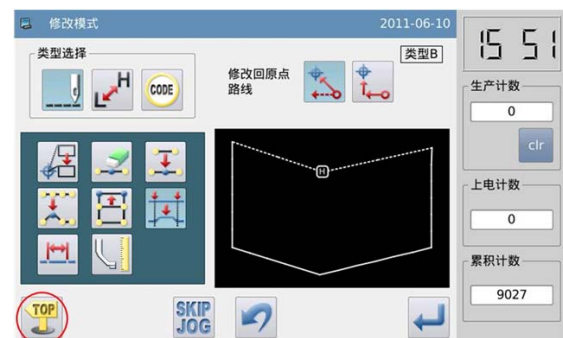 修改模式
2011-06-10
15 51
类型选择
H
CODE
修改回原点
路线
类型B
生产计数
0
clr
H
上电计数
0
累积计数
9027
TOP
SKIP
JOG